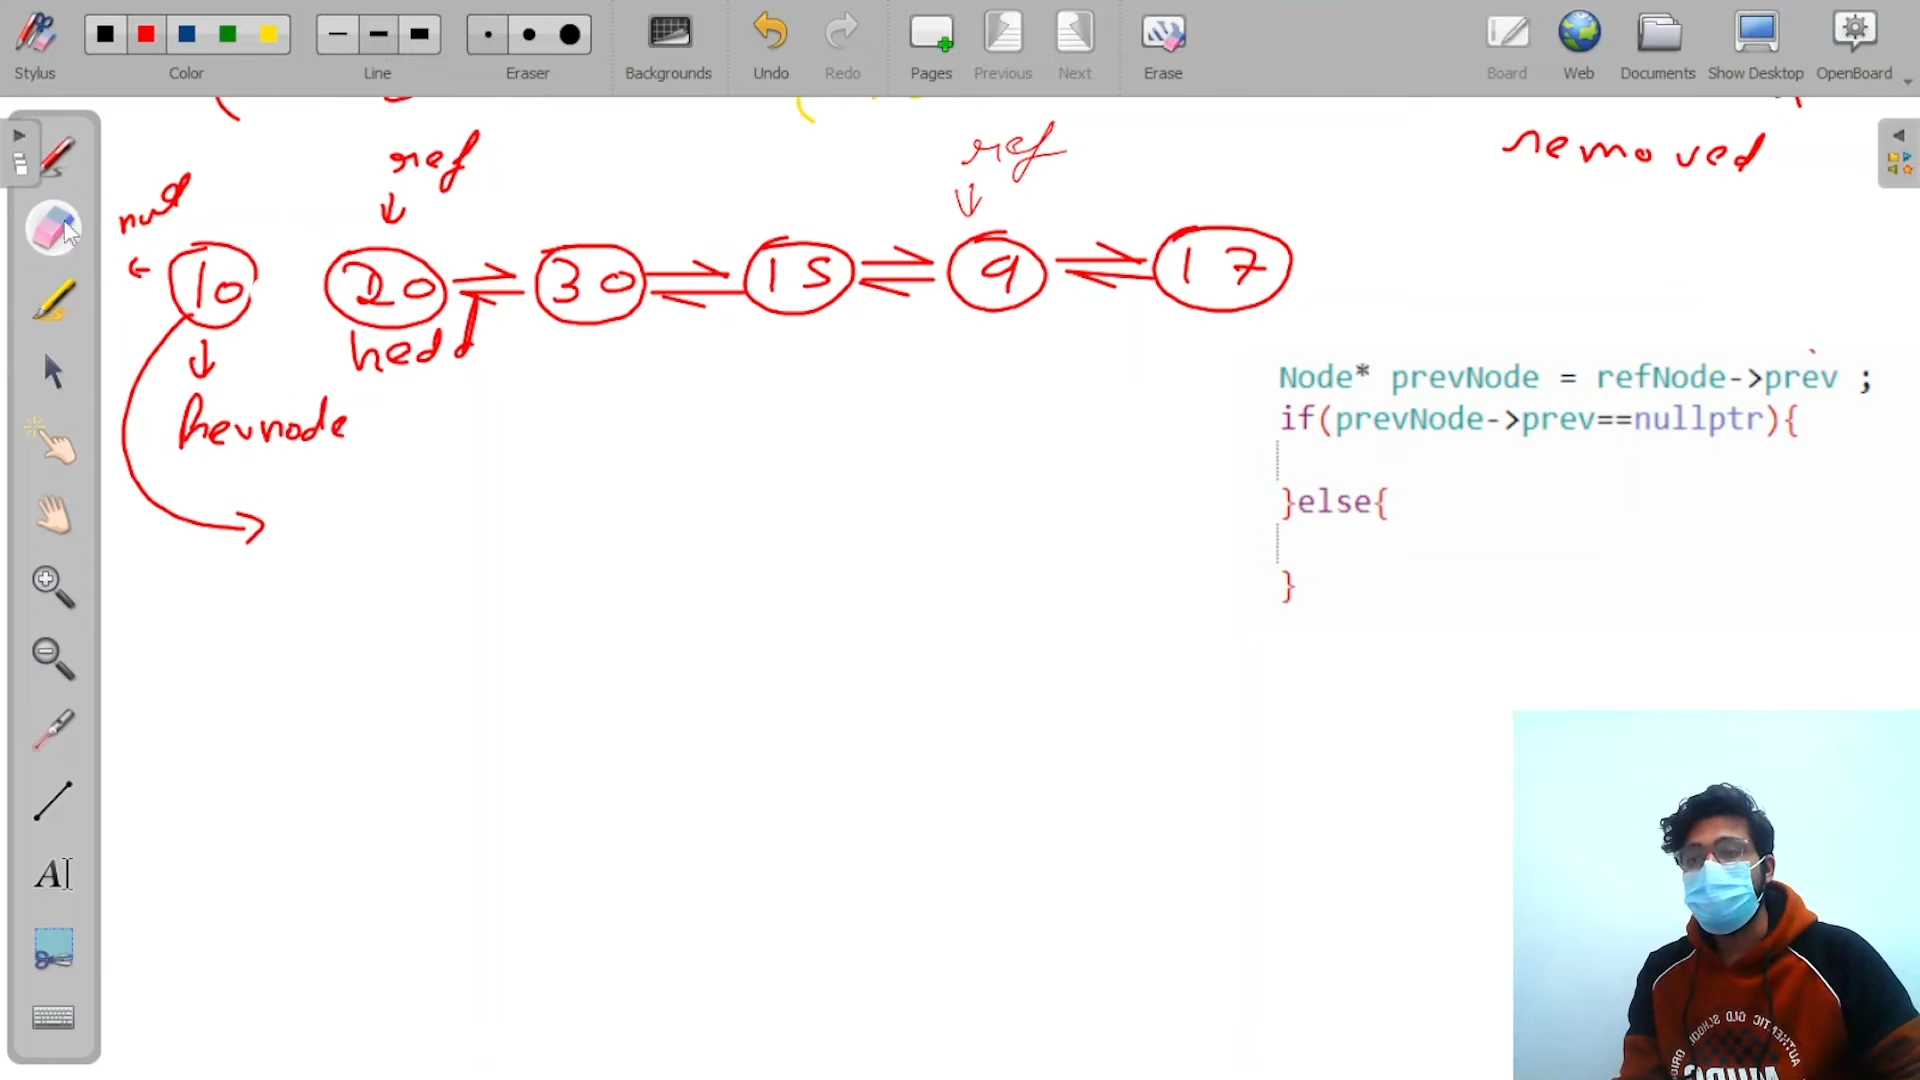 Stylus
Color
Line
Eraser
Backgrounds
Undo
Redo
Pages
Previous
Next
Erase
Board
Web
Documents
Show Desktop
OpenBoard
removed
ref
ref
null
10
20
30
15
9
17
head
prevnode
Node* prevNode = refNode->prev ;
if(prevNode->prev==nullptr){
}else{
}